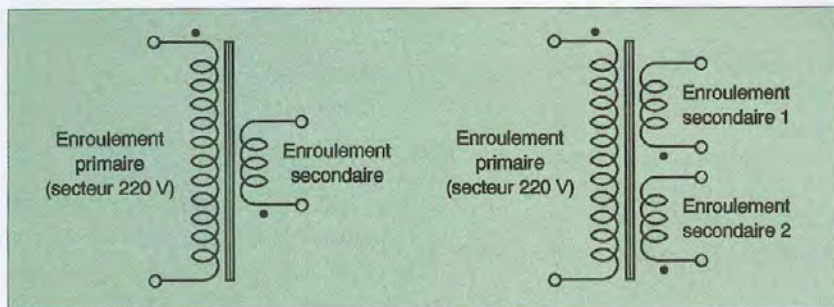 Enroulement
primaire
(secteur 220 V)
Enroulement
secondaire
Enroulement
primaire
(secteur 220 V)
Enroulement
secondaire 1
Enroulement
secondaire 2